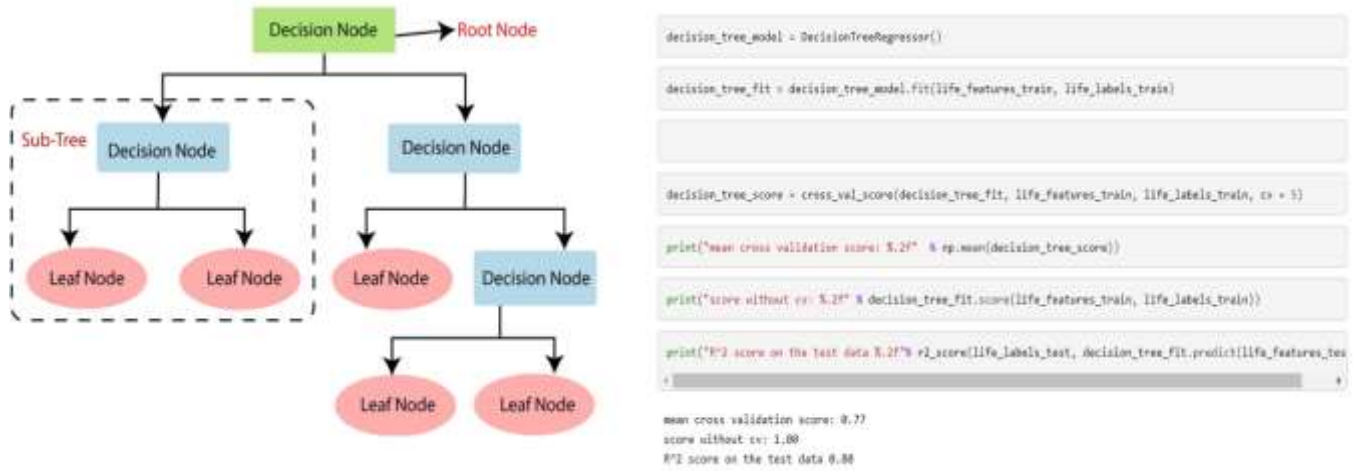 Decision Node
Root Node
Sub-Tree
Decision Node
Decision Node
Leaf Node
Leaf Node
Leaf Node
Decision Node
Leaf Node
Leaf Node
decision_tree_model = DecisionTreeRegressor()
decision_tree_fit = decision_tree_model.fit(life_features_train, life_labels_train)
decision_tree_score = cross_val_score(decision_tree_fit, life_features_train, life_labels_train, cv = 5)
print("mean cross validation score: %.2f" % np.mean(decision_tree_score))
print("score without cv: %.2f" % decision_tree_fit.score(life_features_train, life_labels_train))
print("R^2 score on the test data %.2f"% r2_score(life_labels_test, decision_tree_fit.predict(life_features_tes
mean cross validation score: 0.77
score without cv: 1.00
R^2 score on the test data